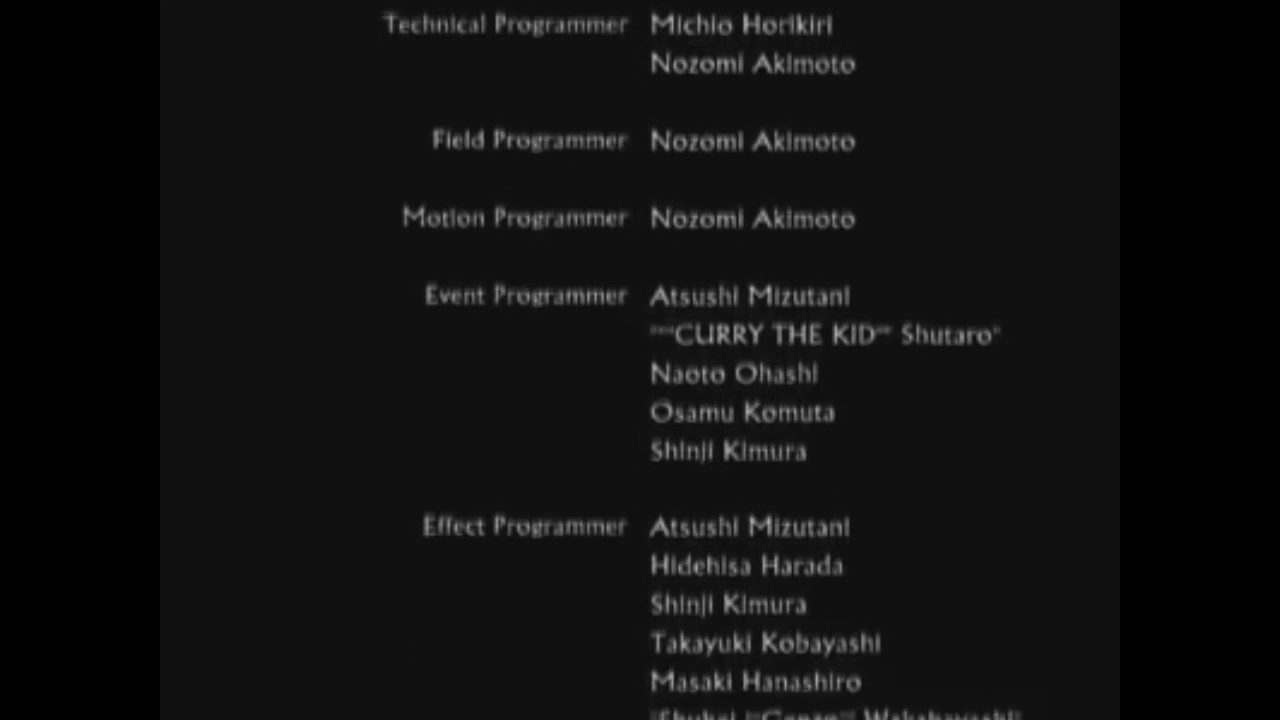 Technical Programmer Michio Horikiri
Nozomi Akimoto
Field Programmer Nozomi Akimoto
Motion Programmer Nozomi Akimoto
Event Programmer Atsushi Mizutani
""""CURRY THE KID"" Shutaro"
Naoto Ohashi
Osamu Komuta
Shinji Kimura
Effect Programmer Atsushi Mizutani
Hidehisa Harada
Shinji Kimura
Takayuki Kobayashi
Masaki Hanashiro